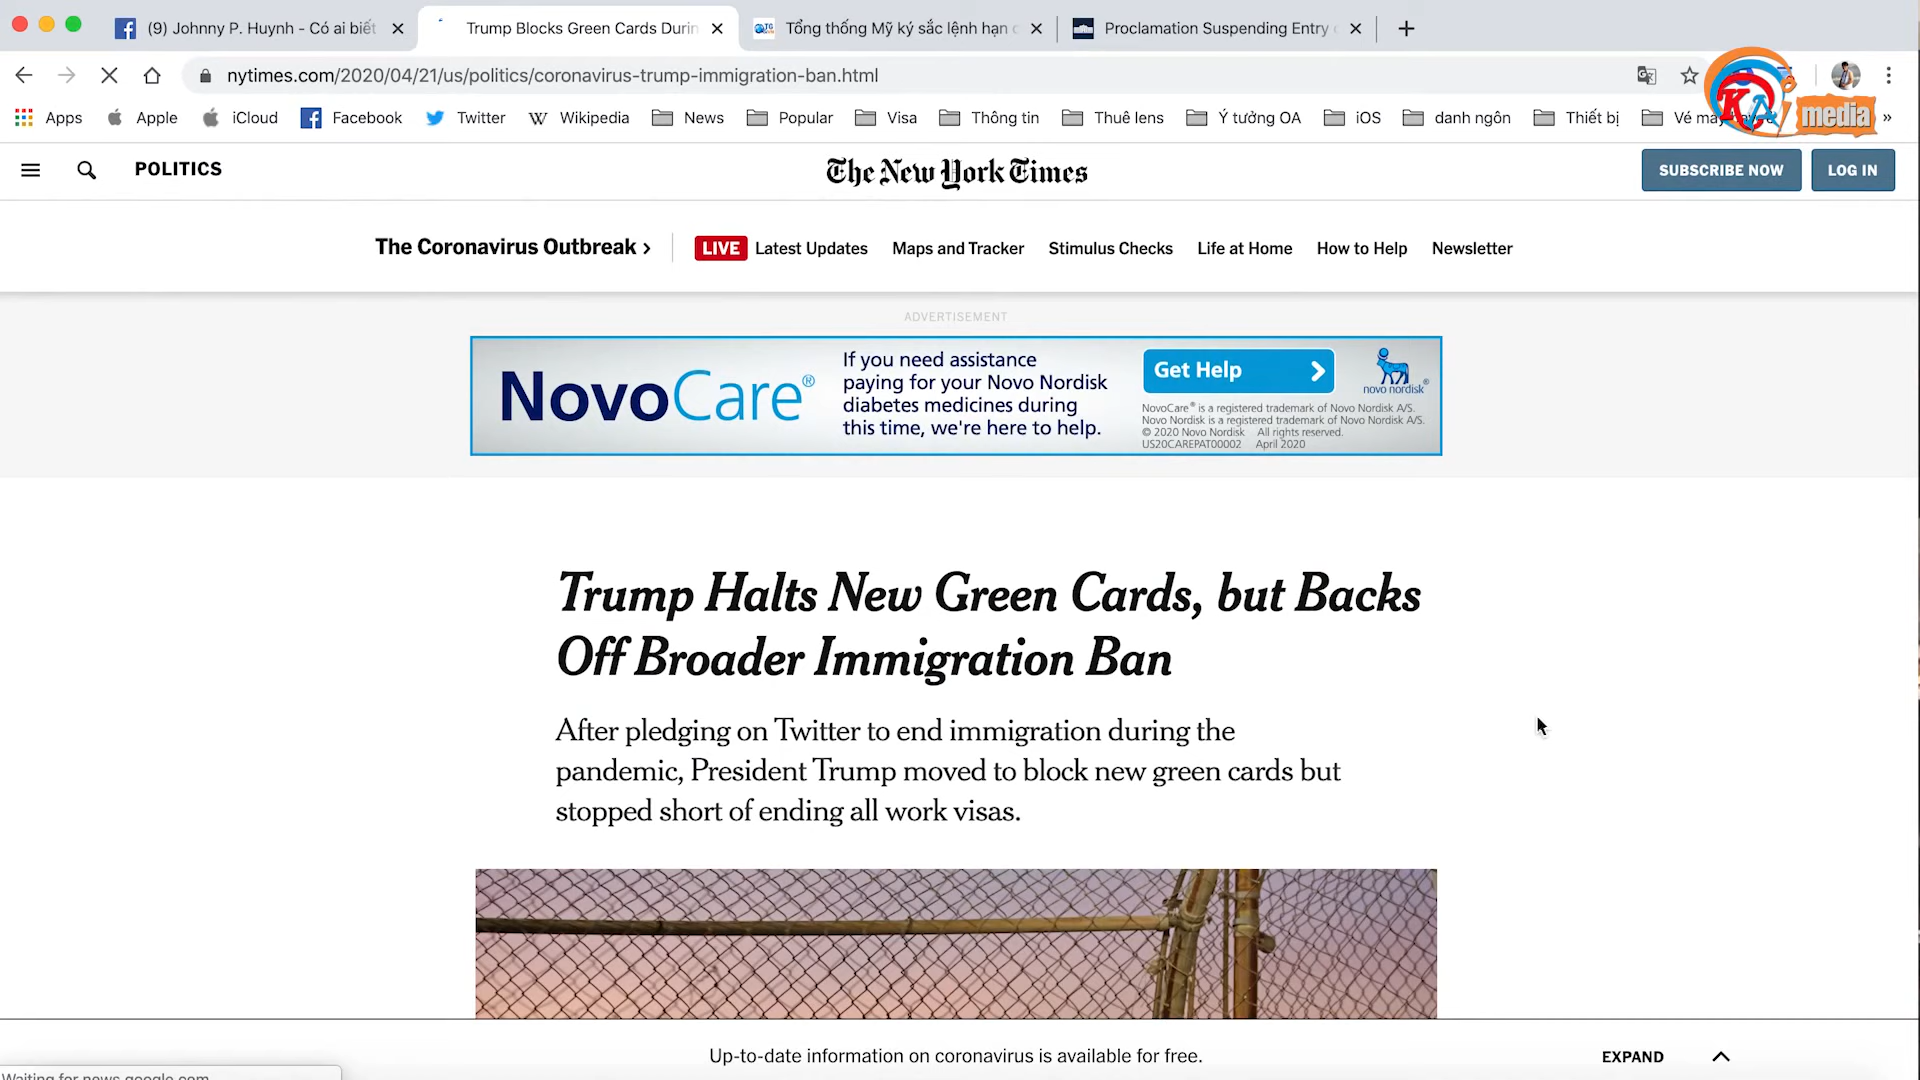 (9) Johnny P. Huynh - Có ai biết
Trump Blocks Green Cards Durin
Tổng thống Mỹ ký sắc lệnh hạn
Proclamation Suspending Entry
nytimes.com/2020/04/21/us/politics/coronavirus-trump-immigration-ban.html
Apps
Apple
iCloud
Facebook
Twitter
Wikipedia
News
Popular
Visa
Thông tin
Thuê lens
Ý tưởng OA
iOS
danh ngôn
Thiết bị
Vé máy
»
media
POLITICS
The New York Times
SUBSCRIBE NOW
LOG IN
The Coronavirus Outbreak ›
LIVE Latest Updates
Maps and Tracker
Stimulus Checks
Life at Home
How to Help
Newsletter
ADVERTISEMENT
NovoCare®
If you need assistance
paying for your Novo Nordisk
diabetes medicines during
this time, we're here to help.
Get Help
novo nordisk®
NovoCare® is a registered trademark of Novo Nordisk A/S.
Novo Nordisk is a registered trademark of Novo Nordisk A/S.
© 2020 Novo Nordisk All rights reserved.
US20CAREPAT00002 April 2020
Trump Halts New Green Cards, but Backs
Off Broader Immigration Ban
After pledging on Twitter to end immigration during the
pandemic, President Trump moved to block new green cards but
stopped short of ending all work visas.
Up-to-date information on coronavirus is available for free.
EXPAND
Waiting for news.google.com